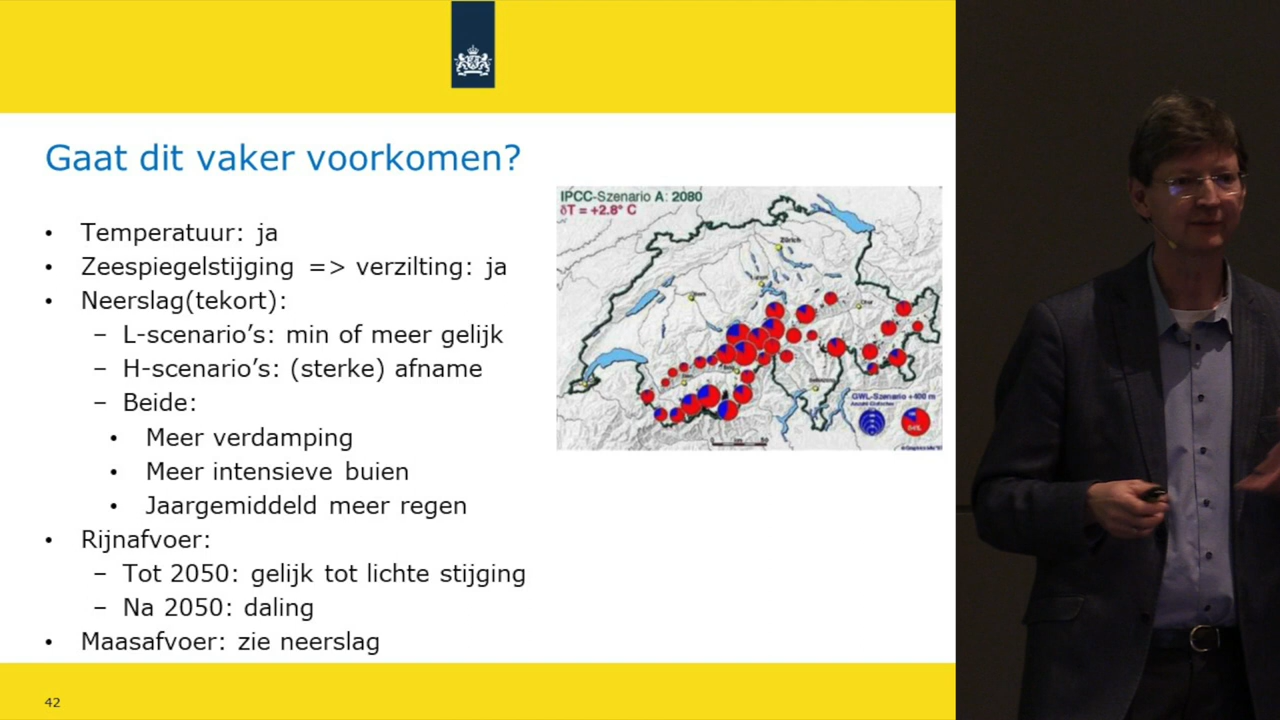 Gaat dit vaker voorkomen?
• Temperatuur: ja
• Zeespiegelstijging => verzilting: ja
• Neerslag(tekort):
– L-scenario’s: min of meer gelijk
– H-scenario’s: (sterke) afname
– Beide:
• Meer verdamping
• Meer intensieve buien
• Jaargemiddeld meer regen
• Rijnafvoer:
– Tot 2050: gelijk tot lichte stijging
– Na 2050: daling
• Maasafvoer: zie neerslag
IPCC-Szenario A: 2080
δT = +2.8° C
Zürich
GWL-Szenario +400 m
42